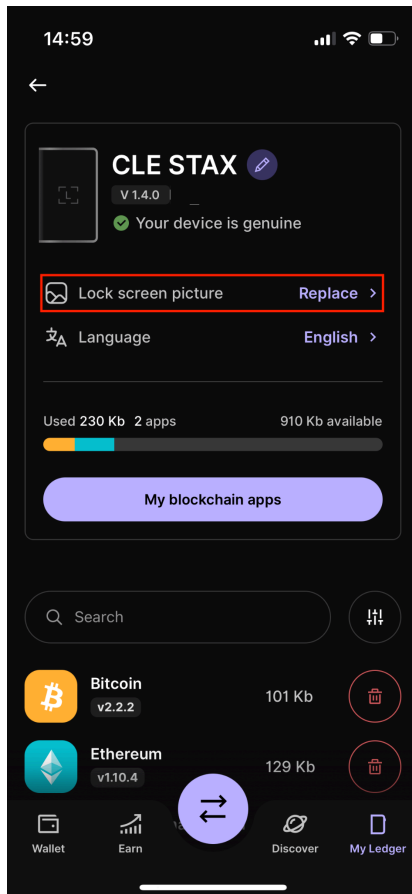 14:59
CLE STAX
V 1.4.0
Your device is genuine
Lock screen picture Replace >
Language English >
Used 230 Kb 2 apps 910 Kb available
My blockchain apps
Search
Bitcoin
v2.2.2
101 Kb
Ethereum
v1.10.4
129 Kb
Wallet Earn Discover My Ledger